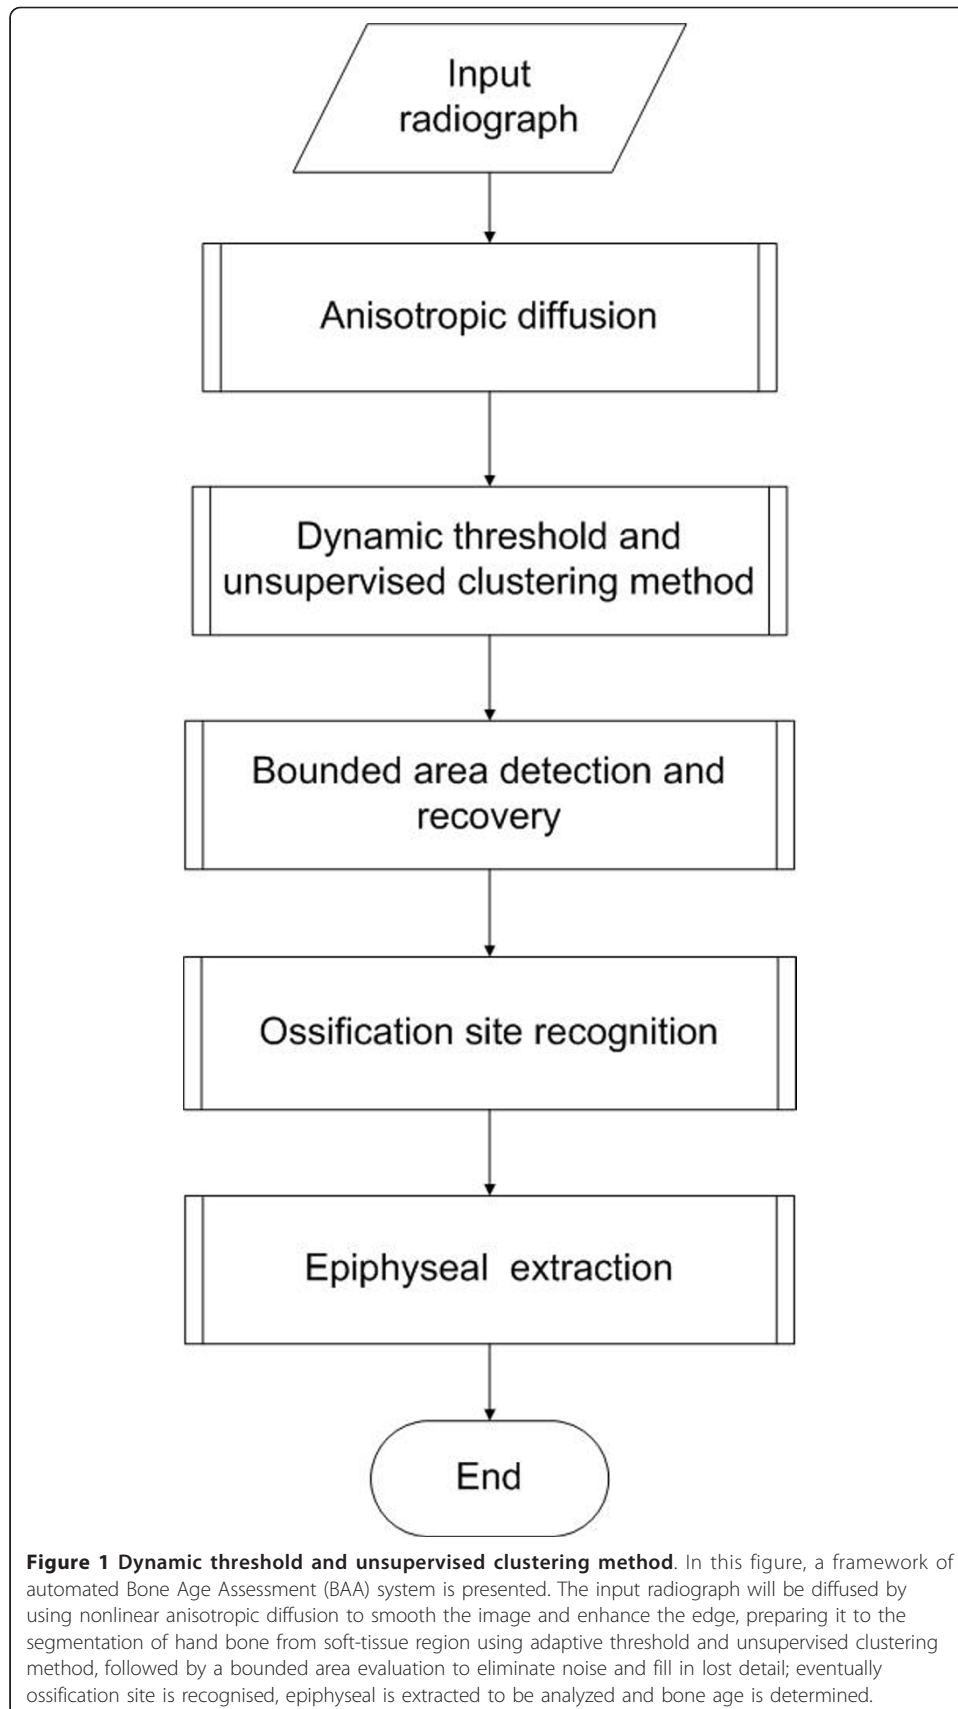 Input
radiograph
Anisotropic diffusion
Dynamic threshold and
unsupervised clustering method
Bounded area detection and
recovery
Ossification site recognition
Epiphyseal extraction
End
Figure 1 Dynamic threshold and unsupervised clustering method. In this figure, a framework of
automated Bone Age Assessment (BAA) system is presented. The input radiograph will be diffused by
using nonlinear anisotropic diffusion to smooth the image and enhance the edge, preparing it to the
segmentation of hand bone from soft-tissue region using adaptive threshold and unsupervised clustering
method, followed by a bounded area evaluation to eliminate noise and fill in lost detail; eventually
ossification site is recognised, epiphyseal is extracted to be analyzed and bone age is determined.